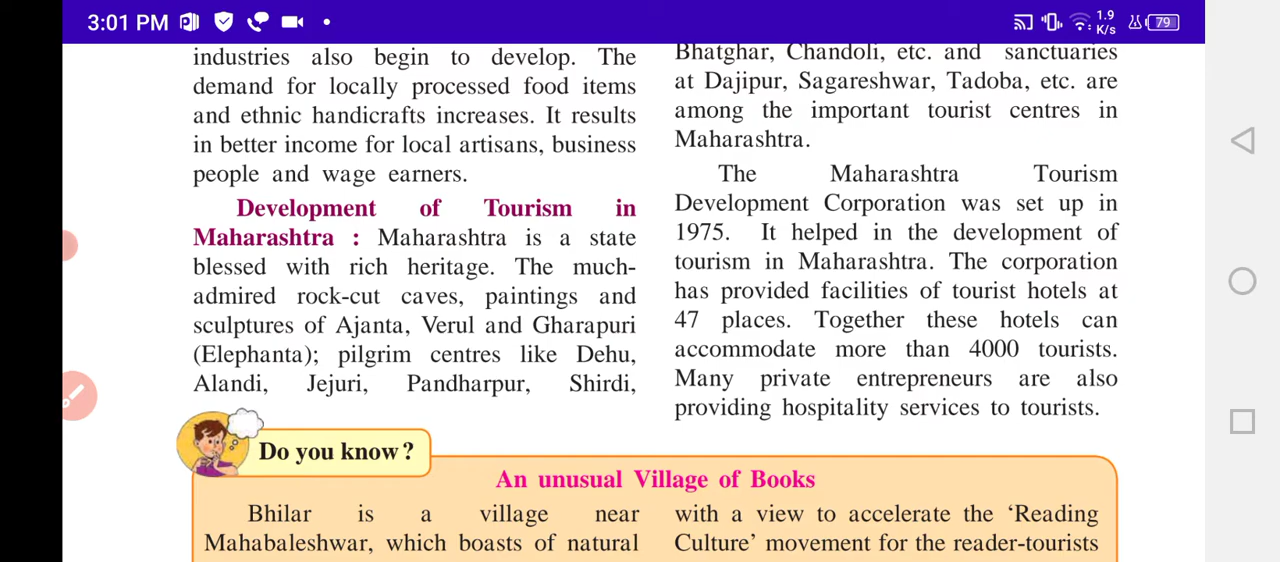 3:01 PM
1.9
K/s
79
industries also begin to develop. The
demand for locally processed food items
and ethnic handicrafts increases. It results
in better income for local artisans, business
people and wage earners.
Development of Tourism in
Maharashtra : Maharashtra is a state
blessed with rich heritage. The much-
admired rock-cut caves, paintings and
sculptures of Ajanta, Verul and Gharapuri
(Elephanta); pilgrim centres like Dehu,
Alandi, Jejuri, Pandharpur, Shirdi,
Bhatghar, Chandoli, etc. and sanctuaries
at Dajipur, Sagareshwar, Tadoba, etc. are
among the important tourist centres in
Maharashtra.
The Maharashtra Tourism
Development Corporation was set up in
1975. It helped in the development of
tourism in Maharashtra. The corporation
has provided facilities of tourist hotels at
47 places. Together these hotels can
accommodate more than 4000 tourists.
Many private entrepreneurs are also
providing hospitality services to tourists.
Do you know?
An unusual Village of Books
Bhilar is a village near
Mahabaleshwar, which boasts of natural
with a view to accelerate the ‘Reading
Culture’ movement for the reader-tourists